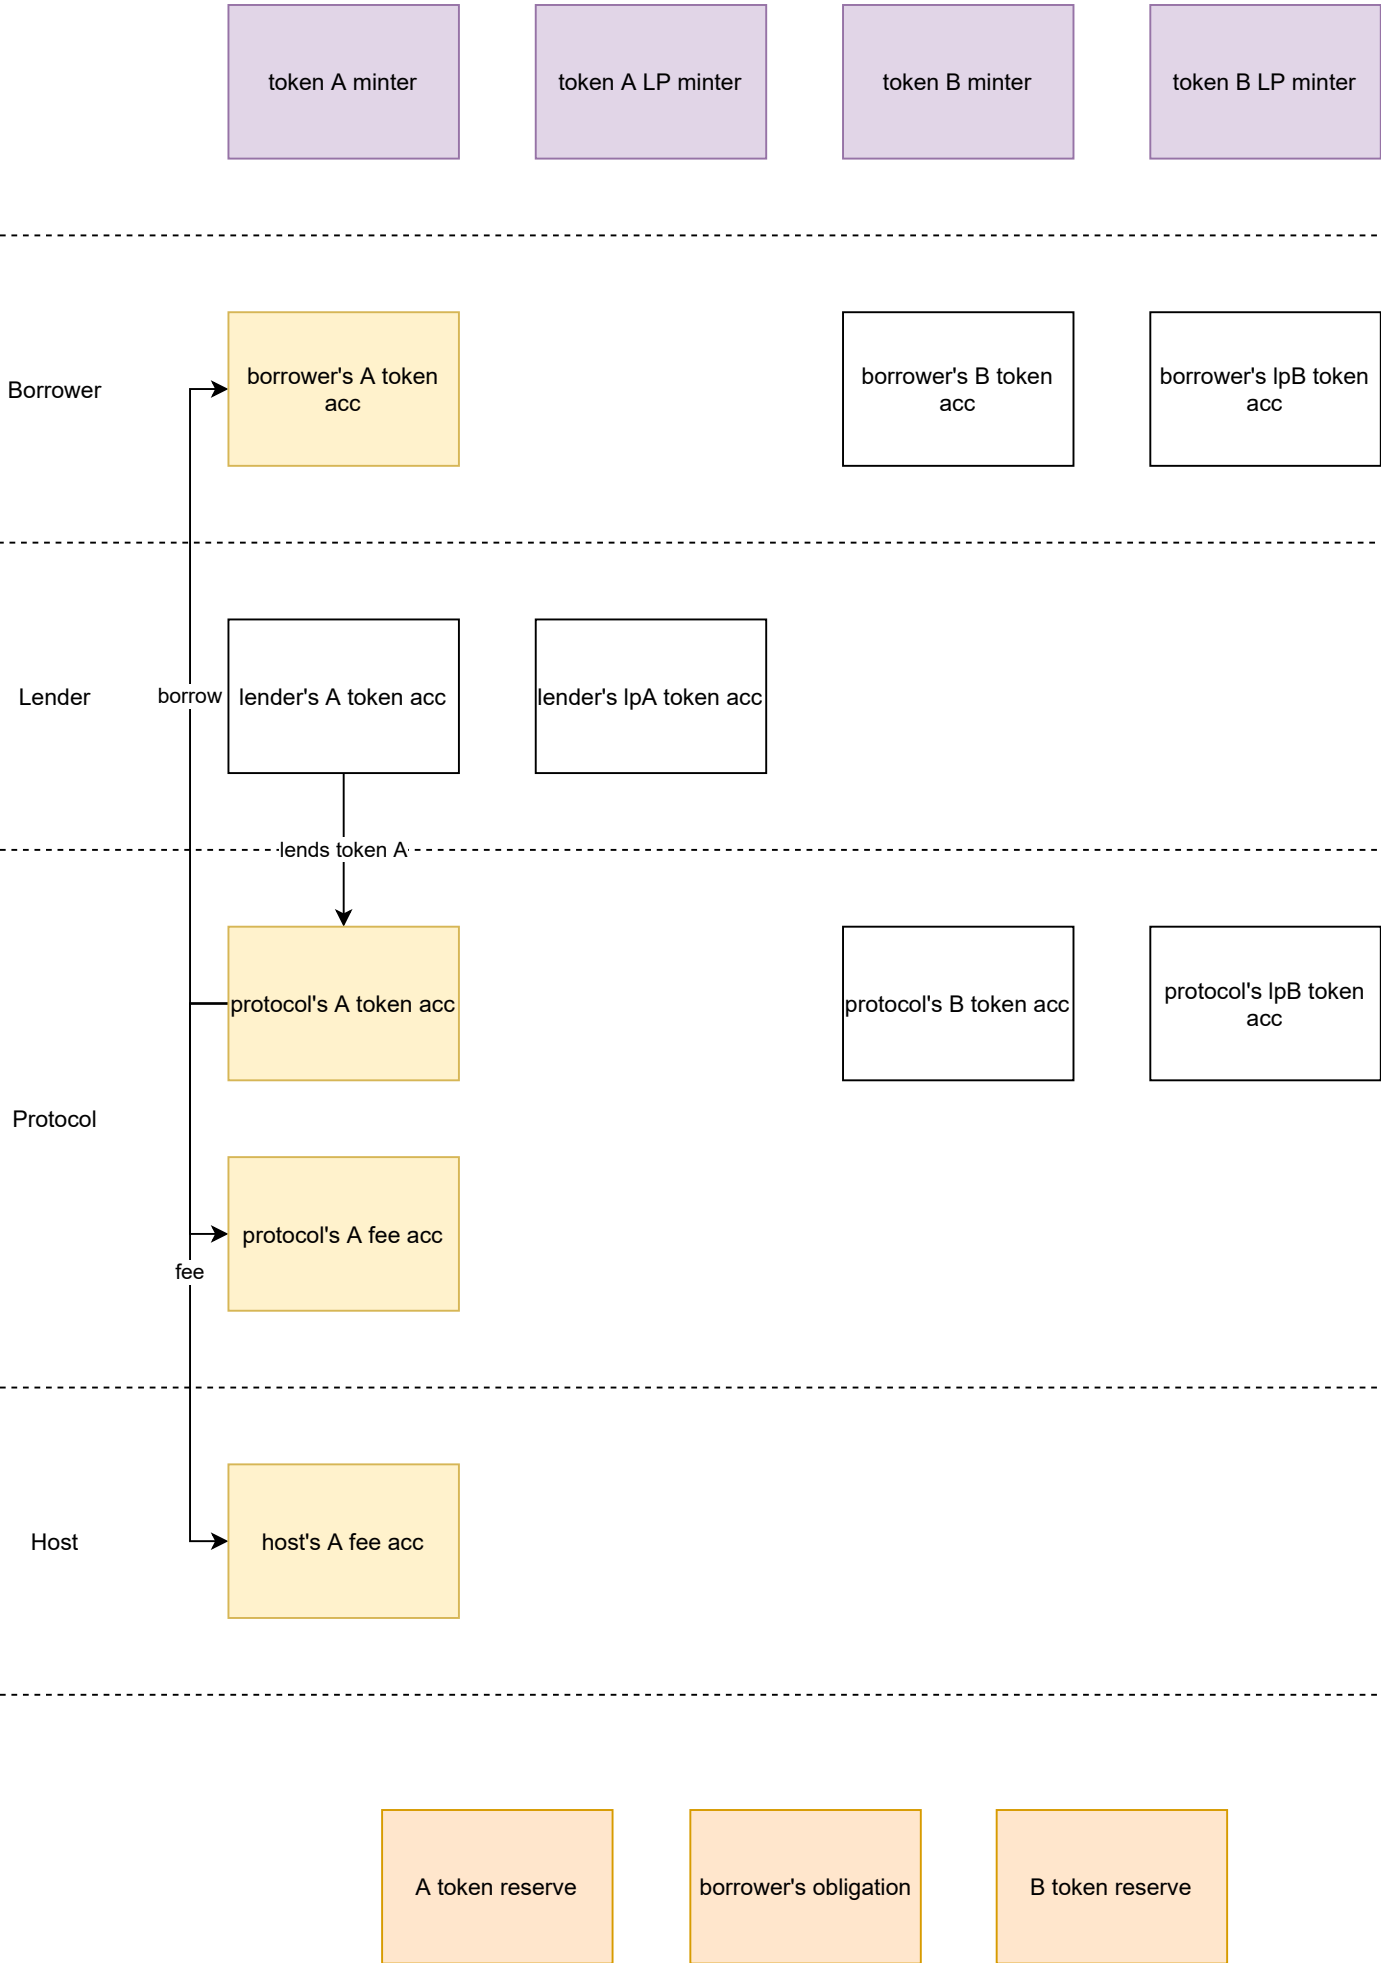 token A minter
token A LP minter
token B minter
token B LP minter
Borrower
borrower's A token
acc
borrower's B token
acc
borrower's lpB token
acc
Lender
borrow
lender's A token acc
lender's lpA token acc
lends token A
protocol's A token acc
protocol's B token acc
protocol's lpB token
acc
Protocol
protocol's A fee acc
fee
Host
host's A fee acc
A token reserve
borrower's obligation
B token reserve